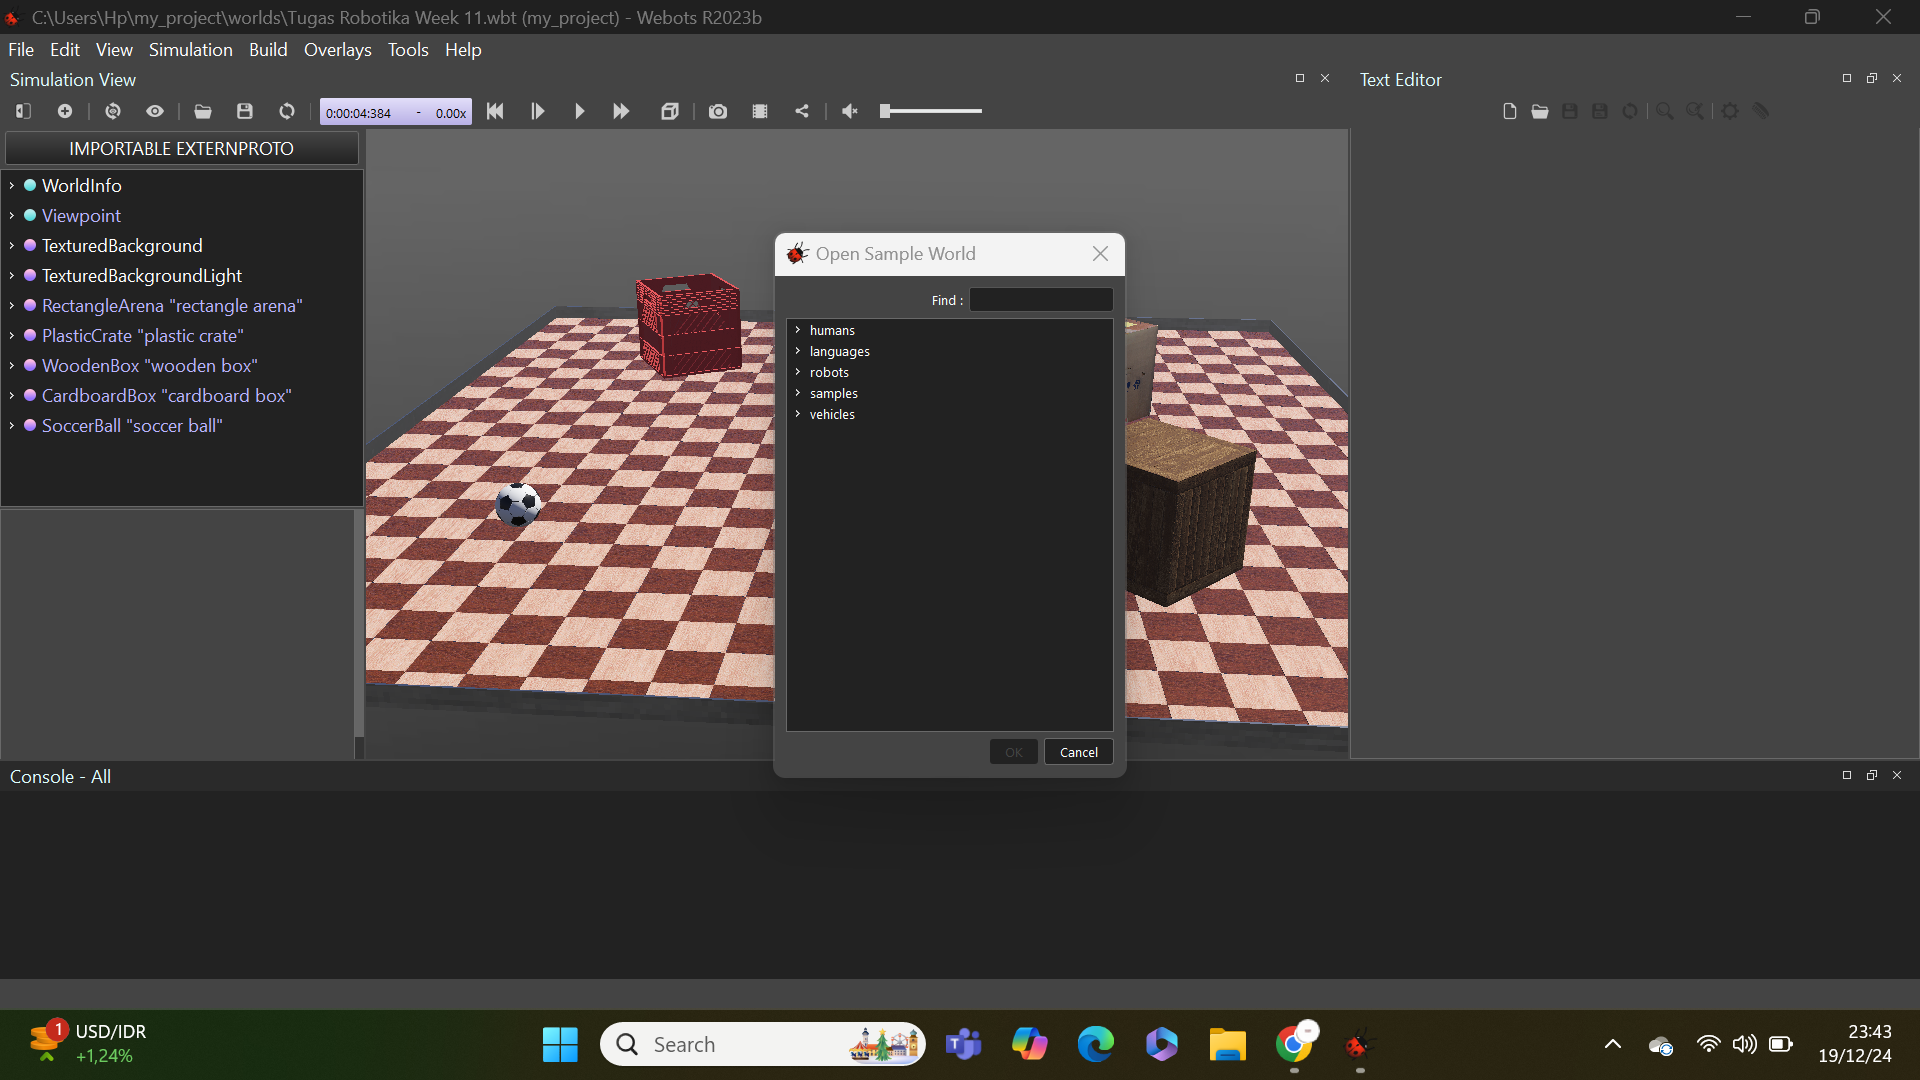 C:\Users\Hp\my_project\worlds\Tugas Robotika Week 11.wbt (my_project) - Webots R2023b
File Edit View Simulation Build Overlays Tools Help
Simulation View
Text Editor
0:00:04:384 - 0.00x
IMPORTABLE EXTERNPROTO
WorldInfo
Viewpoint
TexturedBackground
TexturedBackgroundLight
RectangleArena "rectangle arena"
PlasticCrate "plastic crate"
WoodenBox "wooden box"
CardboardBox "cardboard box"
SoccerBall "soccer ball"
Open Sample World
Find :
humans
languages
robots
samples
vehicles
OK Cancel
Console - All
1
USD/IDR
+1,24%
Search
23:43
19/12/24